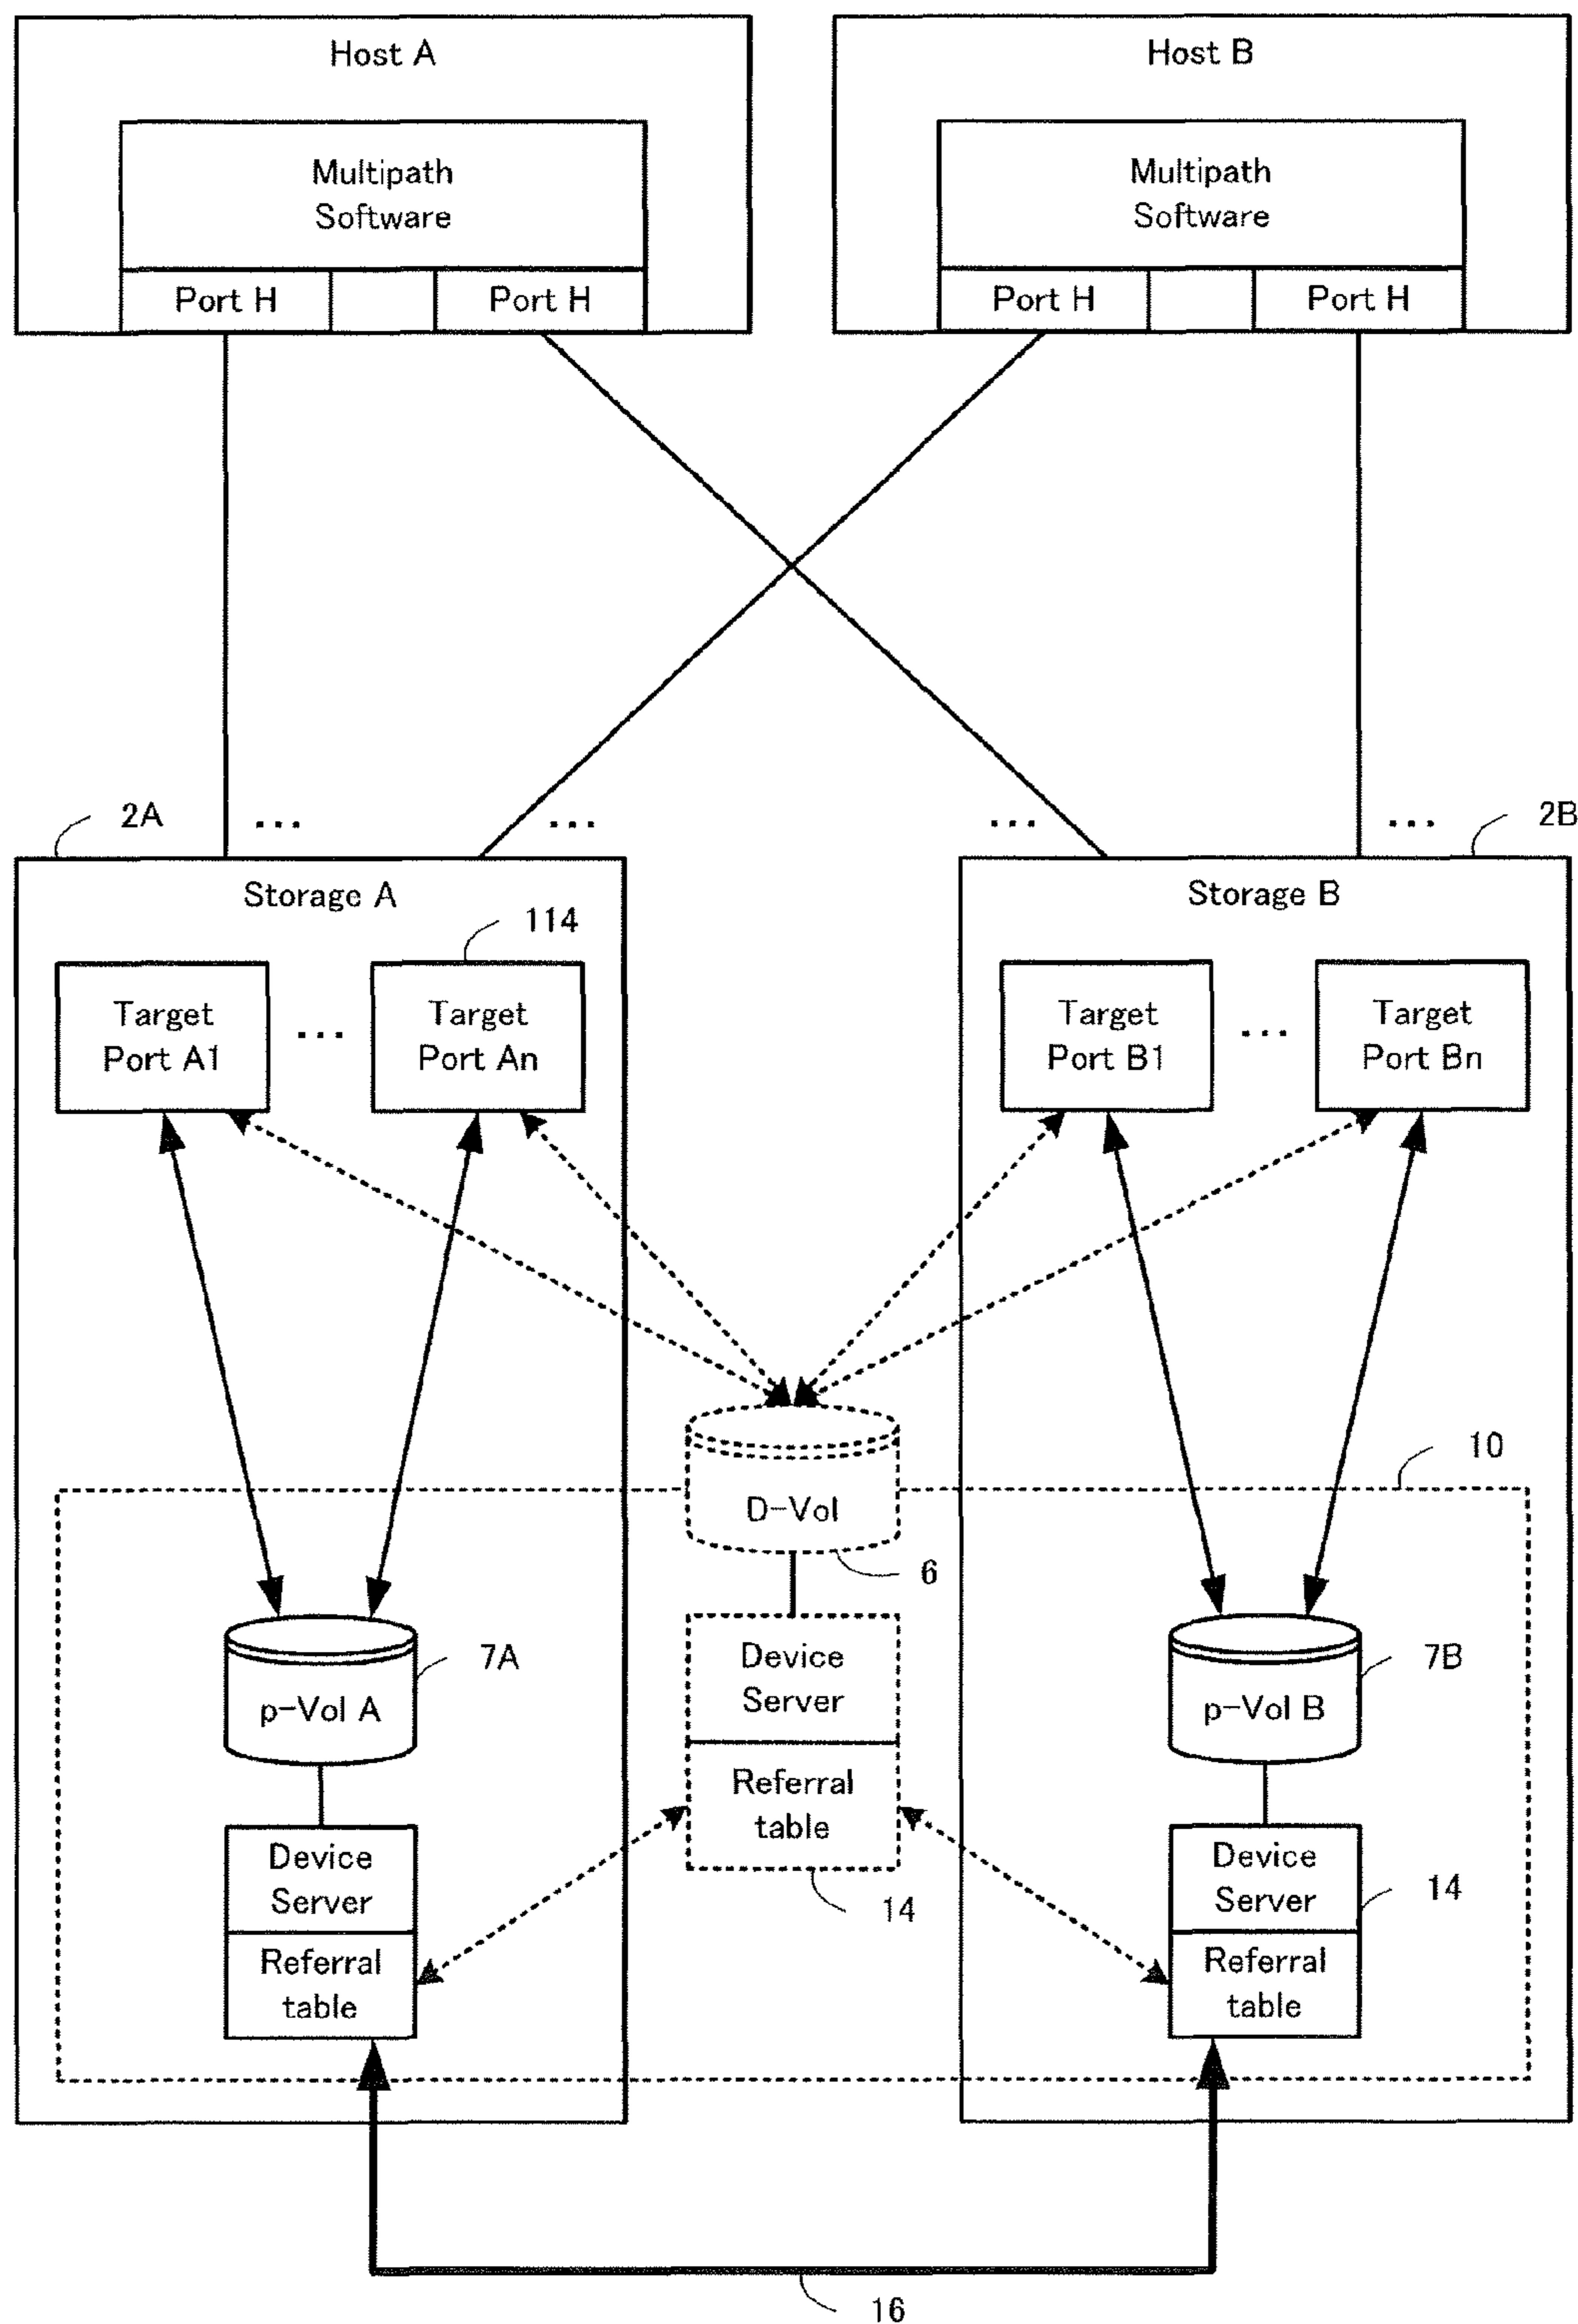 Host A
Host B
Multipath
Software
Multipath
Software
Port H
Port H
Port H
Port H
2A
...
...
...
...
2B
Storage A
Storage B
114
Target
Port A1
...
Target
Port An
Target
Port B1
...
Target
Port Bn
10
D-Vol
6
7A
p-Vol A
Device
Server
Referral
table
14
7B
p-Vol B
Device
Server
Referral
table
Device
Server
Referral
table
14
16